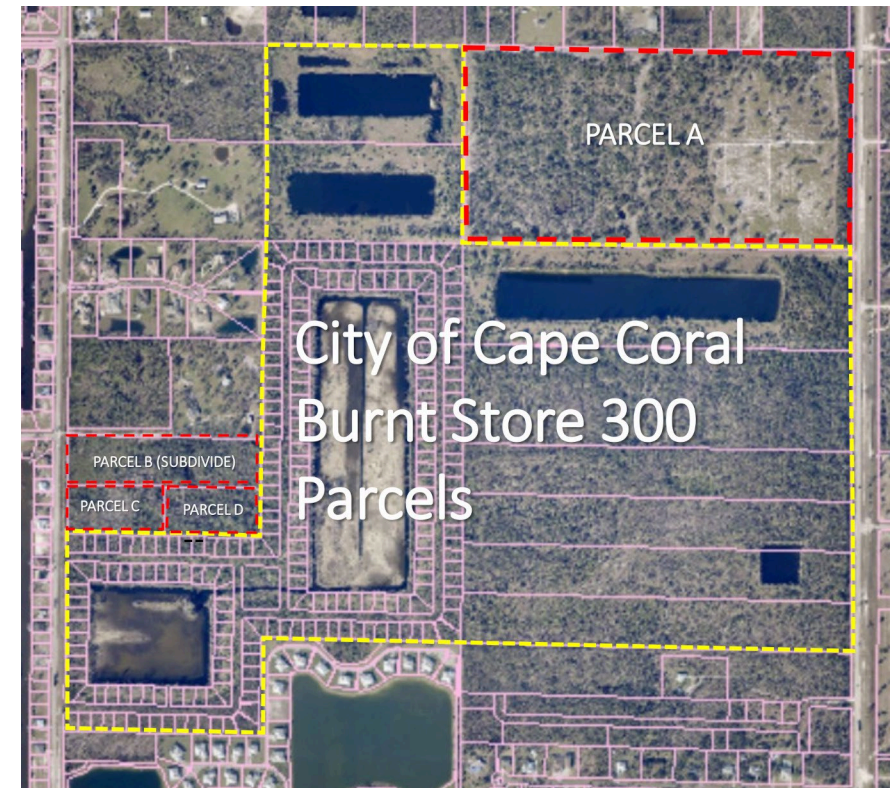 PARCEL A
City of Cape Coral
Burnt Store 300
Parcels
PARCEL B (SUBDIVIDE)
PARCEL C
PARCEL D